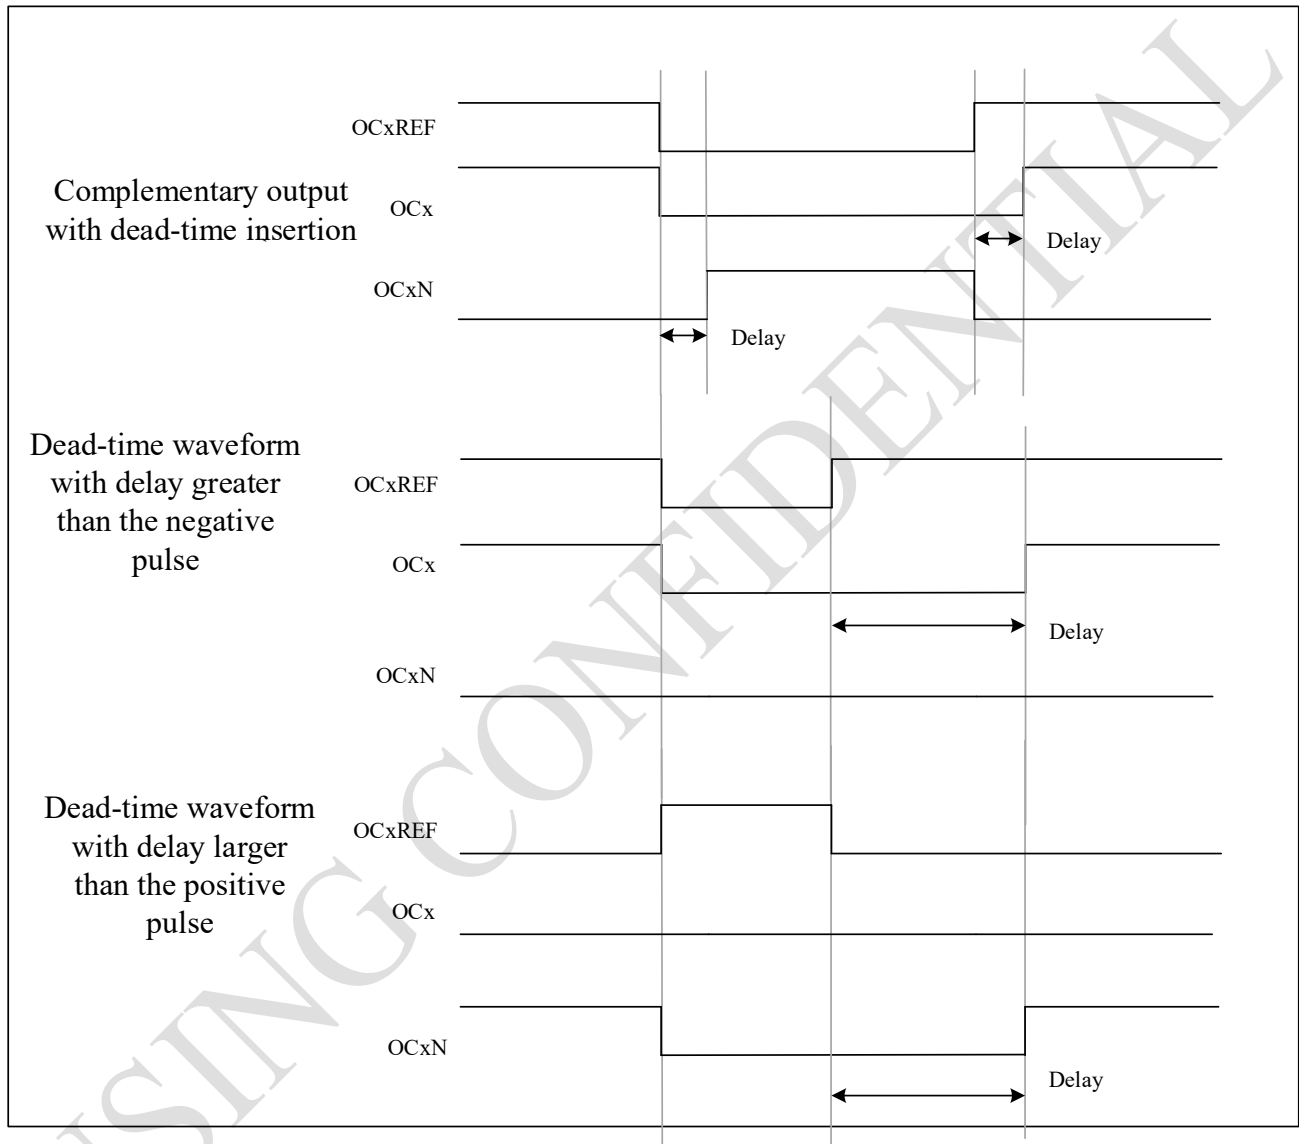 OCxREF
Complementary output
with dead-time insertion
OCx
Delay
OCxN
Delay
Dead-time waveform
with delay greater
than the negative
pulse
OCxREF
OCx
Delay
OCxN
Dead-time waveform
with delay larger
than the positive
pulse
OCxREF
OCx
OCxN
Delay
SING CONFIDENTIAL